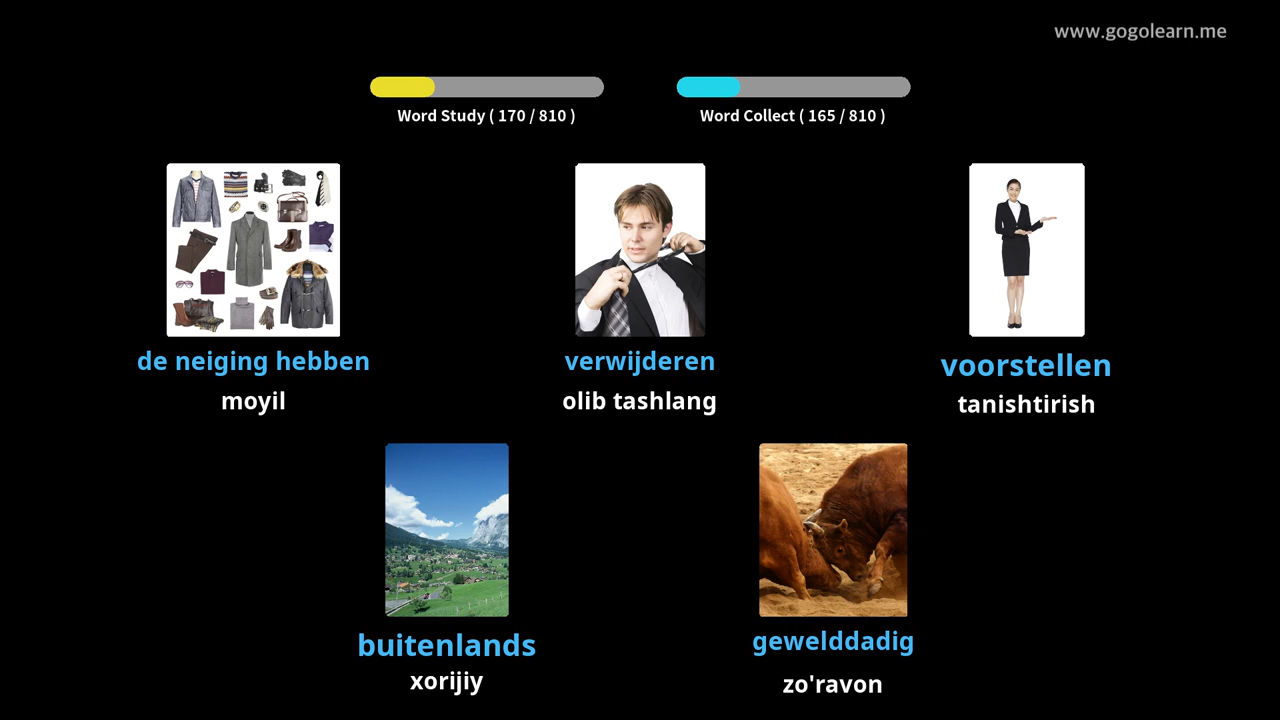 www.gogolearn.me
Word Study ( 170 / 810 )
Word Collect ( 165 / 810 )
de neiging hebben
moyil
verwijderen
olib tashlang
voorstellen
tanishtirish
buitenlands
xorijiy
gewelddadig
zo'ravon